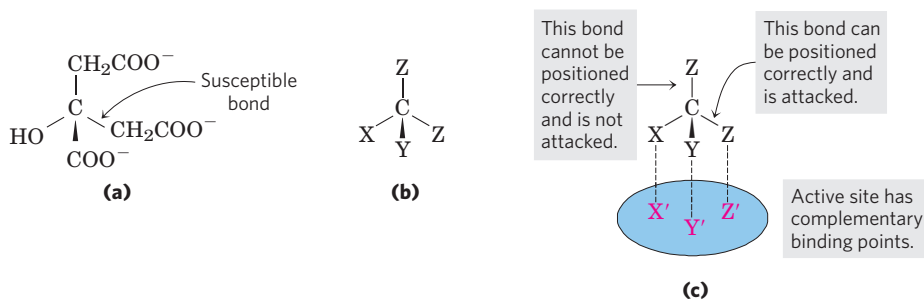 CH₂COO⁻
C
HO
CH₂COO⁻
COO⁻
Susceptible
bond
(a)
Z
C
X
Y
Z
(b)
This bond
cannot be
positioned
correctly
and is not
attacked.
Z
C
X
Y
Z
This bond can
be positioned
correctly and
is attacked.
X′
Y′
Z′
Active site has
complementary
binding points.
(c)